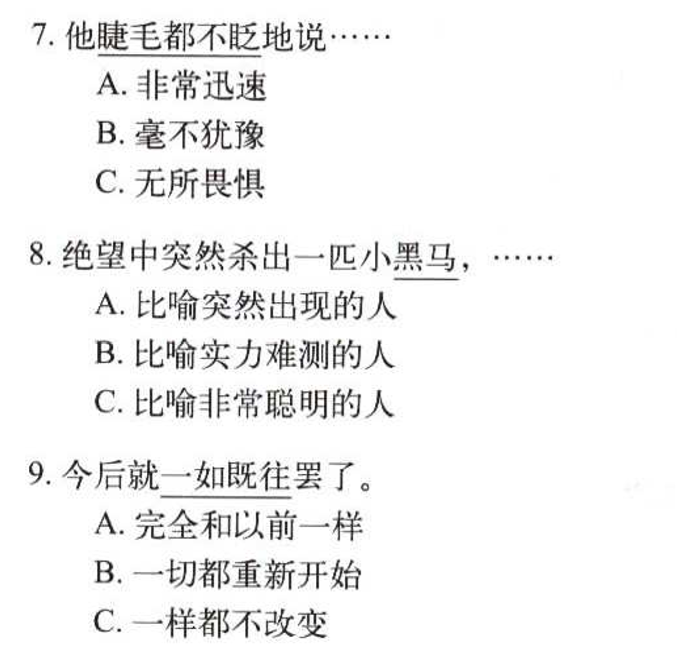 7. 他睫毛都不眨地说……
A. 非常迅速
B. 毫不犹豫
C. 无所畏惧
8. 绝望中突然杀出一匹小黑马，……
A. 比喻突然出现的人
B. 比喻实力难测的人
C. 比喻非常聪明的人
9. 今后就一如既往罢了。
A. 完全和以前一样
B. 一切都重新开始
C. 一样都不改变